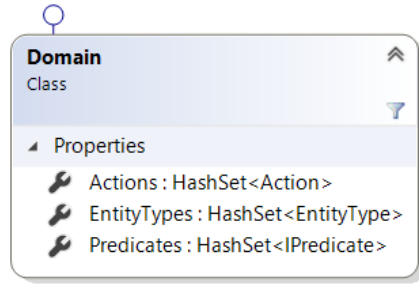 Domain
Class
Properties
Actions : HashSet<Action>
EntityTypes : HashSet<EntityType>
Predicates : HashSet<IPredicate>